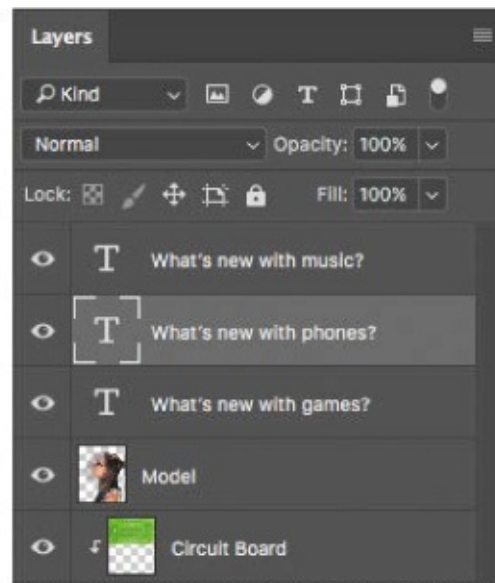 Layers
Kind
T
Normal Opacity: 100%
Lock: Fill: 100%
T What's new with music?
T What's new with phones?
T What's new with games?
Model
Circuit Board